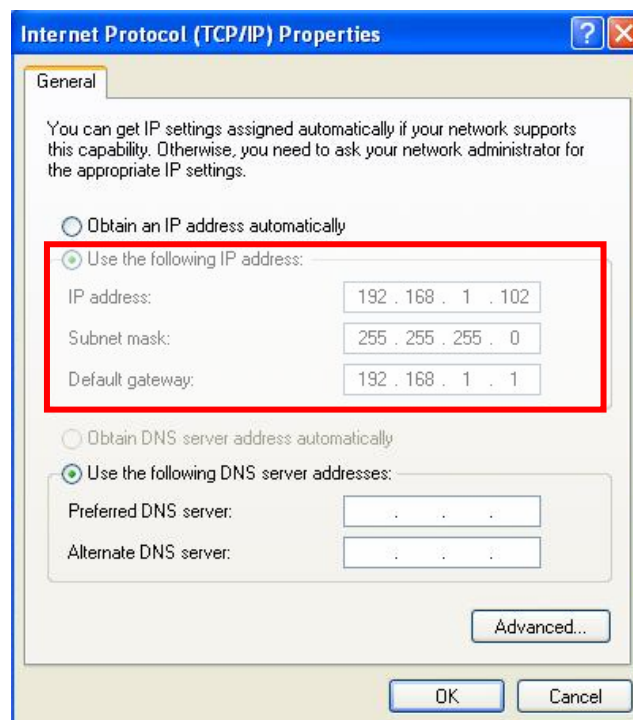 Internet Protocol (TCP/IP) Properties
General
You can get IP settings assigned automatically if your network supports
this capability. Otherwise, you need to ask your network administrator for
the appropriate IP settings.
Obtain an IP address automatically
Use the following IP address:
IP address: 192 . 168 . 1 . 102
Subnet mask: 255 . 255 . 255 . 0
Default gateway: 192 . 168 . 1 . 1
Obtain DNS server address automatically
Use the following DNS server addresses:
Preferred DNS server: . . .
Alternate DNS server: . . .
Advanced...
OK Cancel